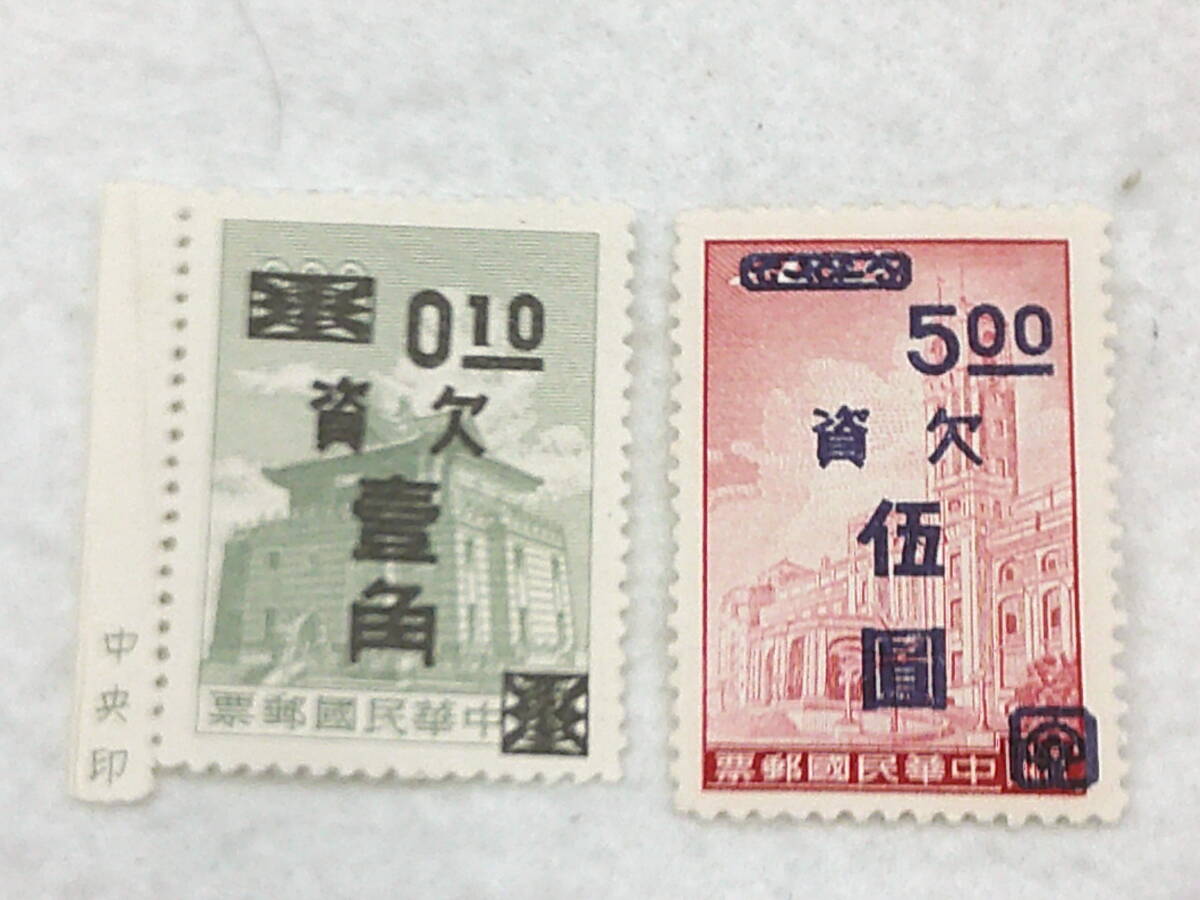 0.10
欠資
壹
角
中華民國郵票
中央印
5.00
欠資
伍
圓
中華民國郵票